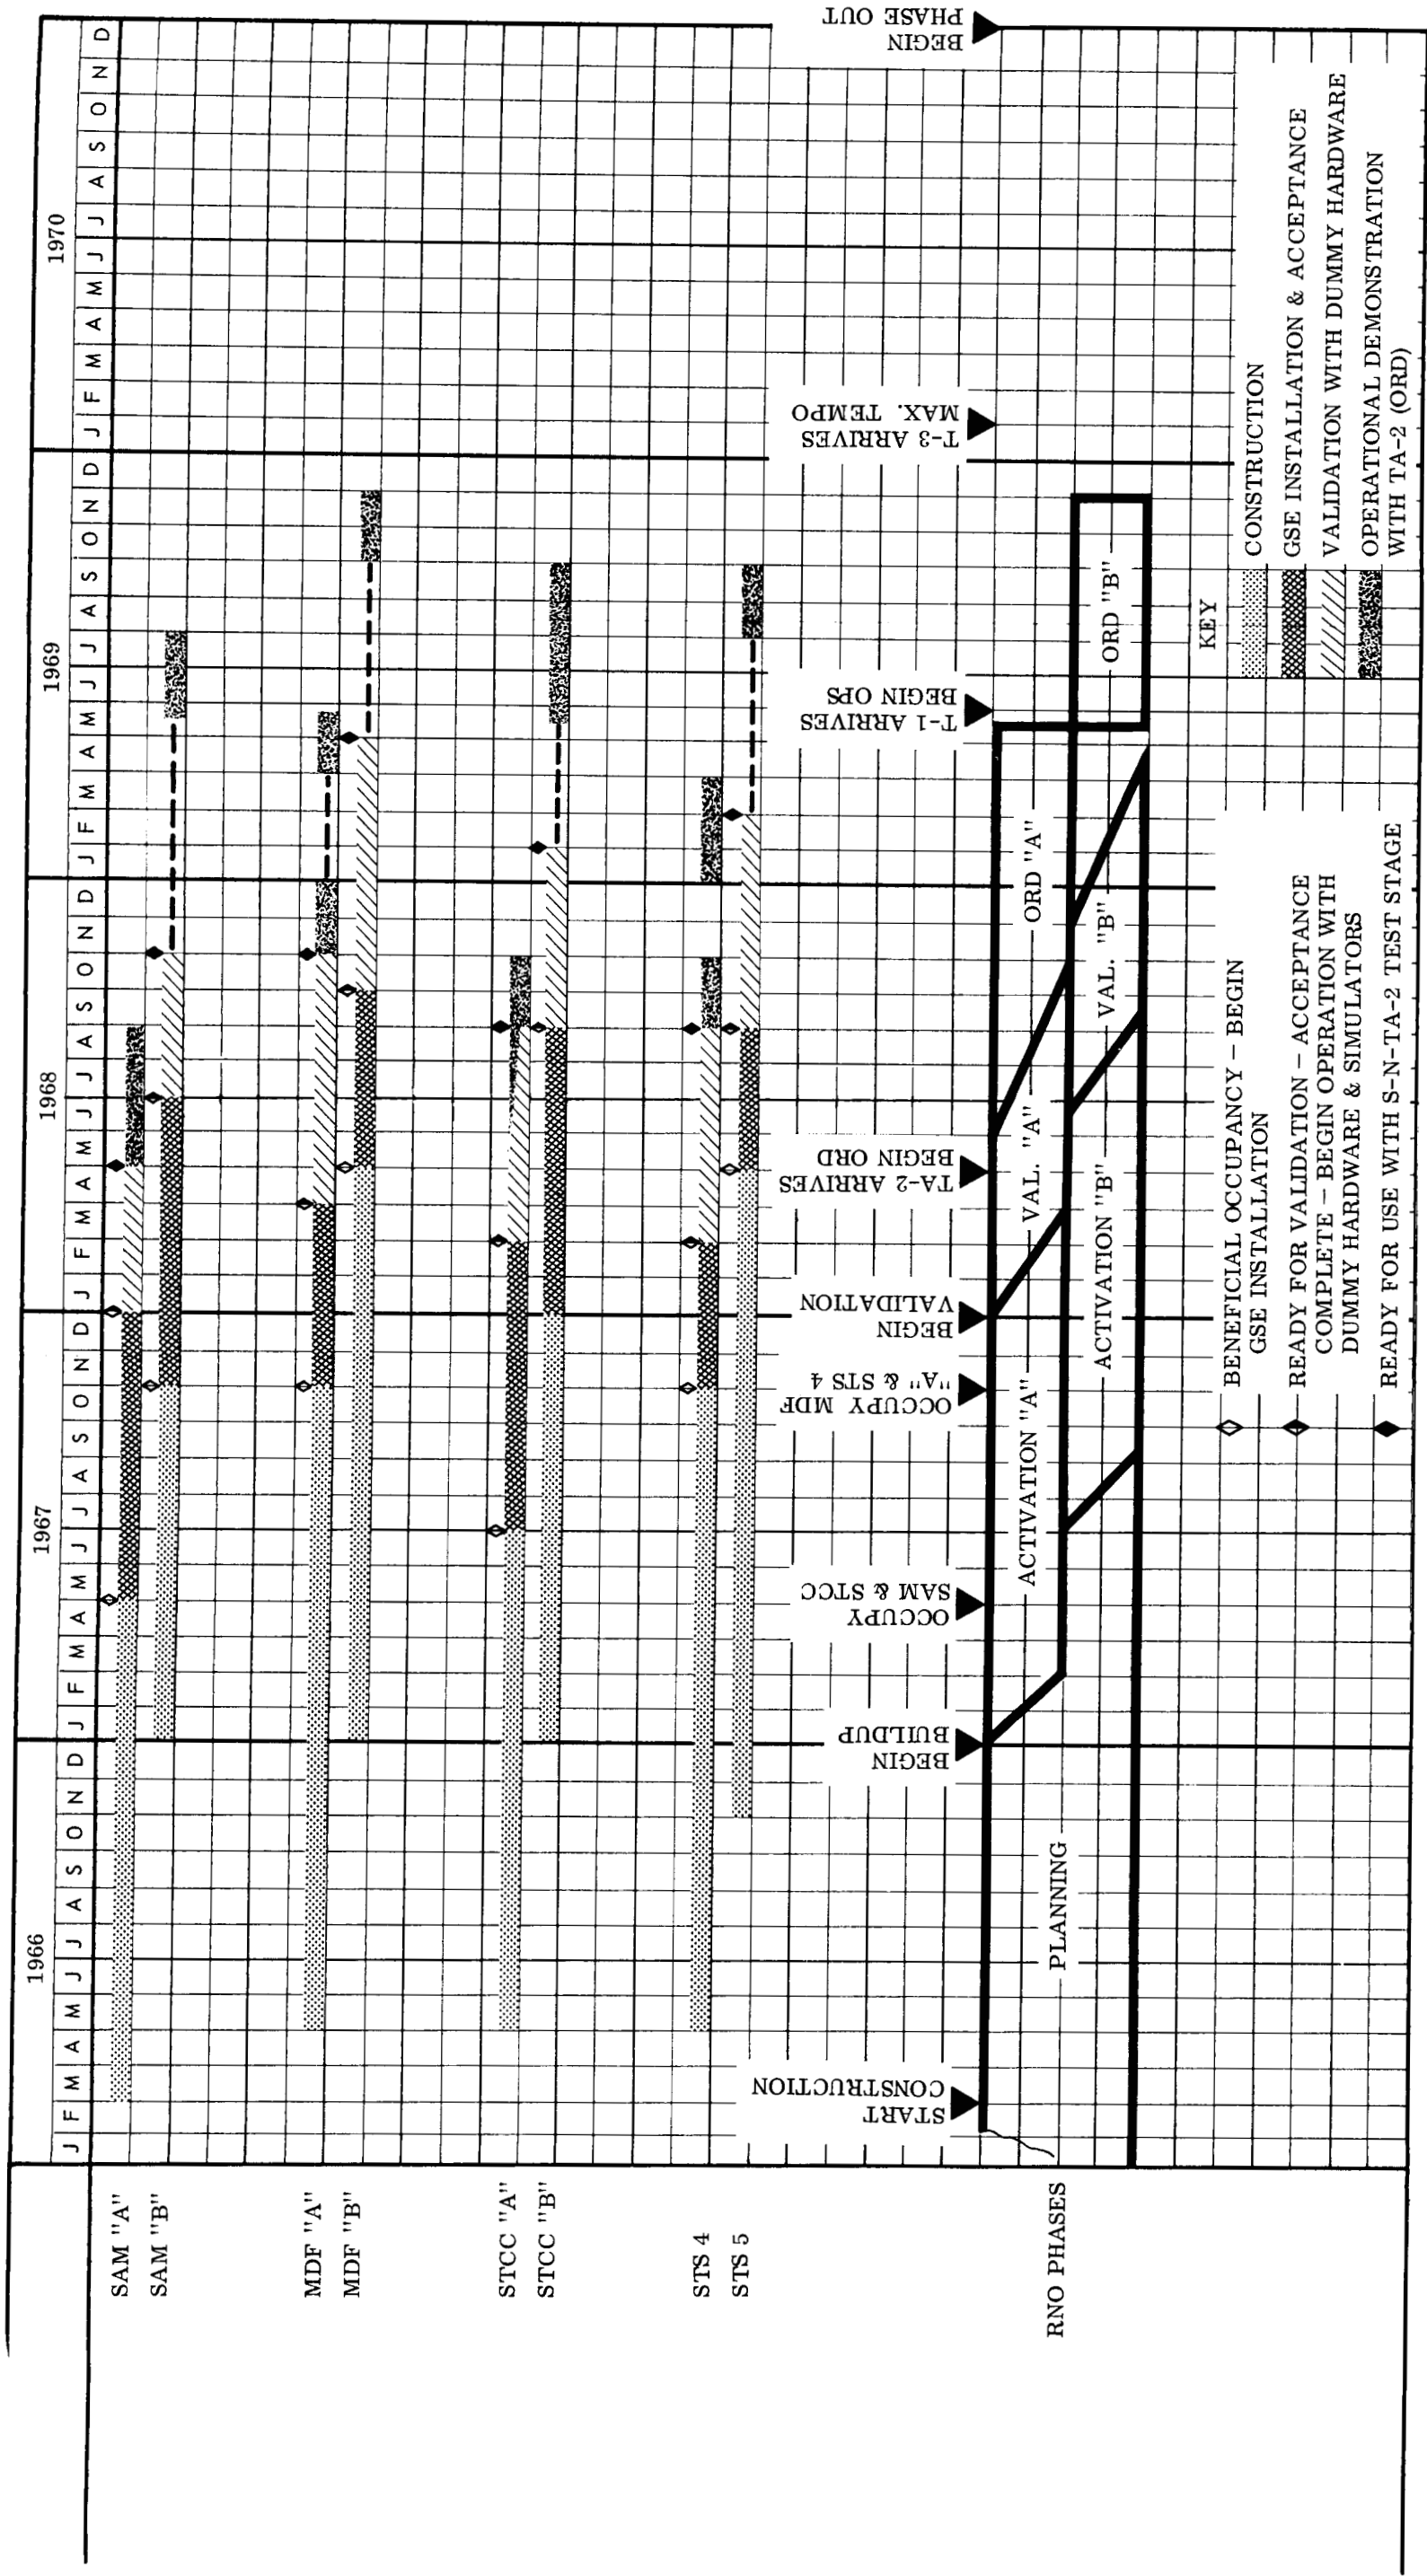 1966 1967 1968 1969 1970
J F M A M J J A S O N D J F M A M J J A S O N D J F M A M J J A S O N D J F M A M J J A S O N D J F M A M J J A S O N D
SAM "A"
SAM "B"
MDF "A"
MDF "B"
STCC "A"
STCC "B"
STS 4
STS 5
START
CONSTRUCTION
BEGIN
BUILDUP
OCCUPY
SAM & STCC
OCCUPY MDF
"A" & STS 4
BEGIN
VALIDATION
TA-2 ARRIVES
BEGIN ORD
T-1 ARRIVES
BEGIN OPS
T-3 ARRIVES
MAX. TEMPO
BEGIN
PHASE OUT
RNO PHASES
PLANNING
ACTIVATION "A"
VAL. "A"
ORD "A"
ACTIVATION "B"
VAL. "B"
ORD "B"
BENEFICIAL OCCUPANCY – BEGIN
GSE INSTALLATION
READY FOR VALIDATION – ACCEPTANCE
COMPLETE – BEGIN OPERATION WITH
DUMMY HARDWARE & SIMULATORS
READY FOR USE WITH S-N-TA-2 TEST STAGE
KEY
CONSTRUCTION
GSE INSTALLATION & ACCEPTANCE
VALIDATION WITH DUMMY HARDWARE
OPERATIONAL DEMONSTRATION
WITH TA-2 (ORD)